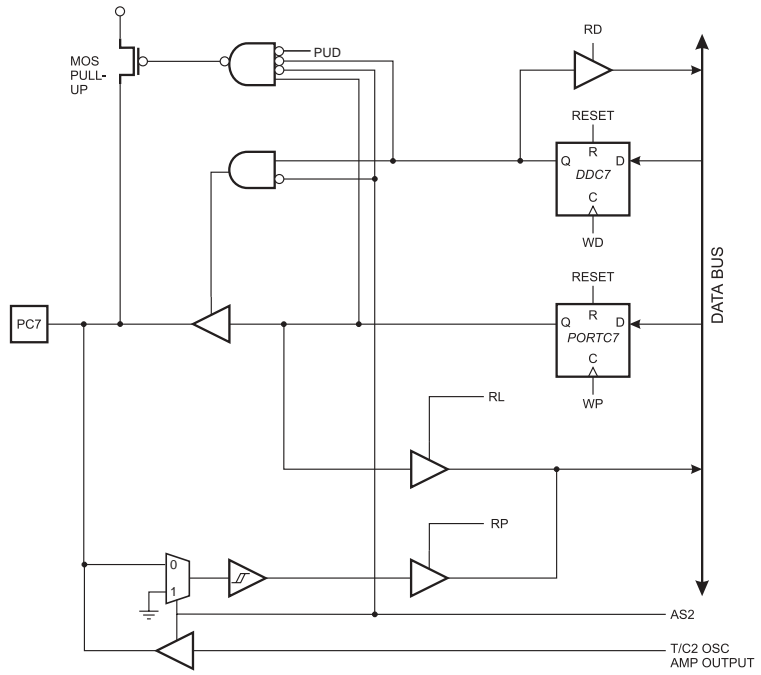 RD
MOS
PULL-
UP
PUD
RESET
R
Q
D
DDC7
C
WD
DATA BUS
RESET
R
PC7
Q
D
PORTC7
C
WP
RL
RP
0
1
AS2
T/C2 OSC
AMP OUTPUT